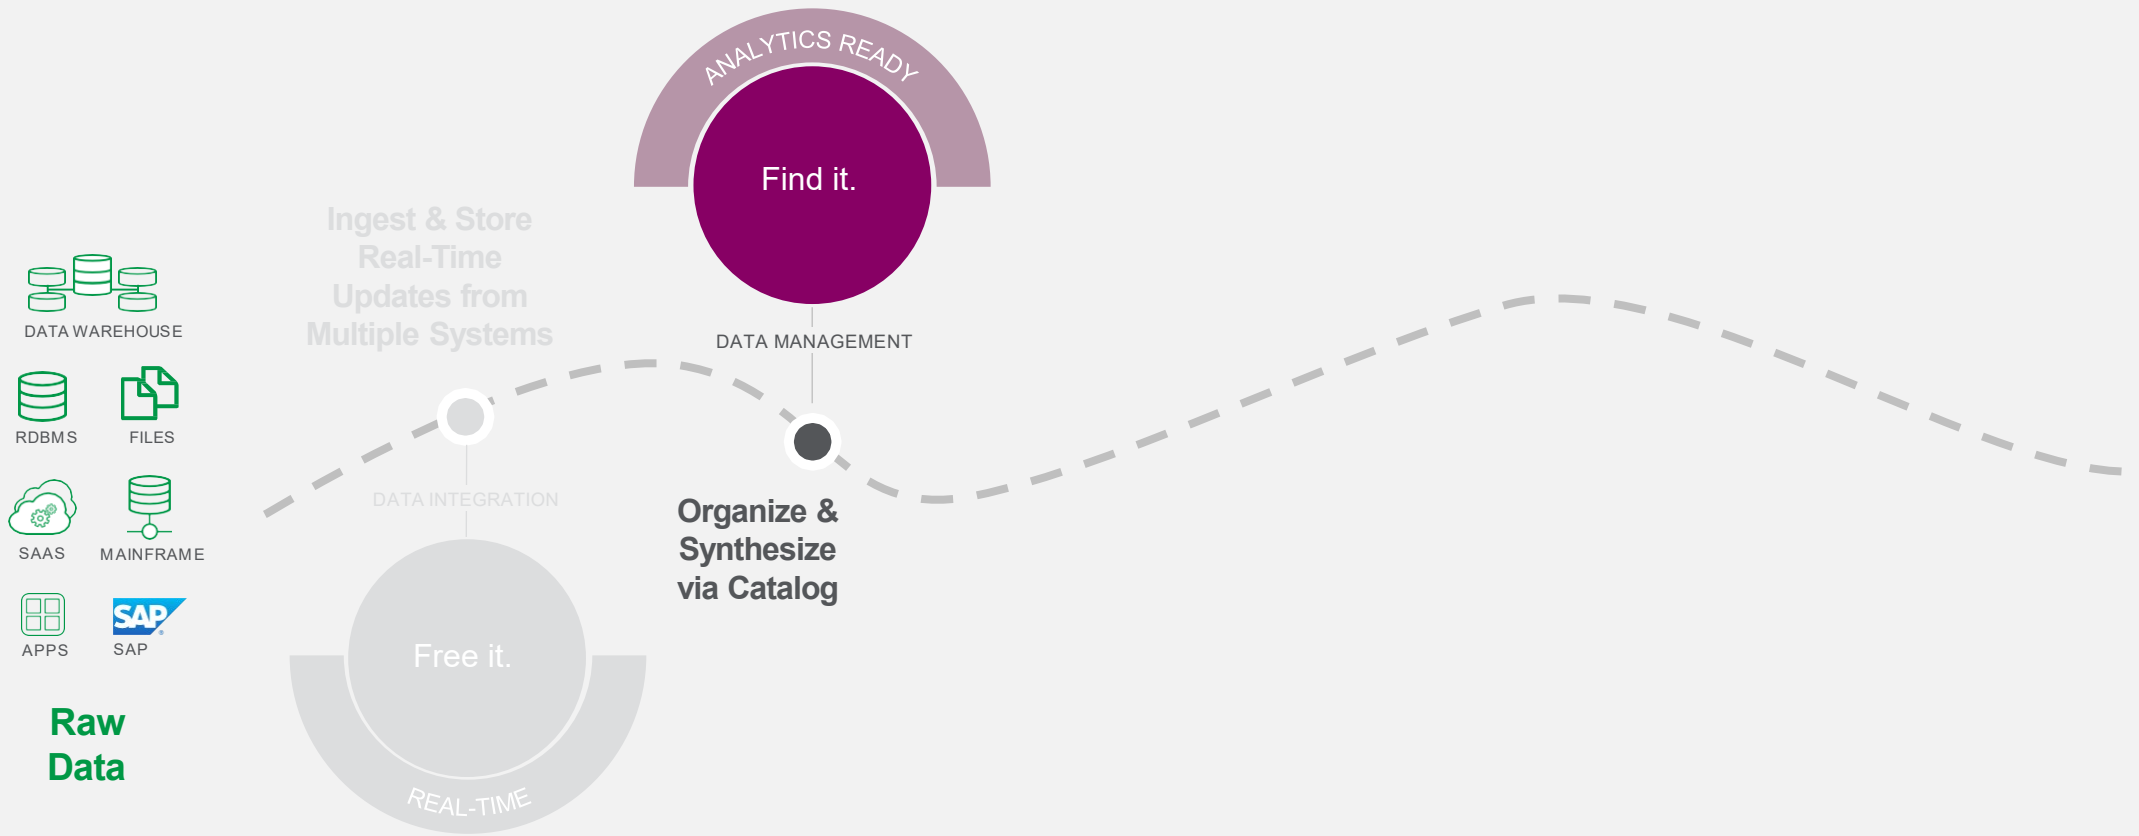 ANALYTICS READY
Find it.
DATA MANAGEMENT
Organize &
Synthesize
via Catalog
Ingest & Store
Real-Time
Updates from
Multiple Systems
DATA INTEGRATION
Free it.
REAL-TIME
DATA WAREHOUSE
RDBMS
FILES
SAAS
MAINFRAME
APPS
SAP
®
SAP
Raw
Data